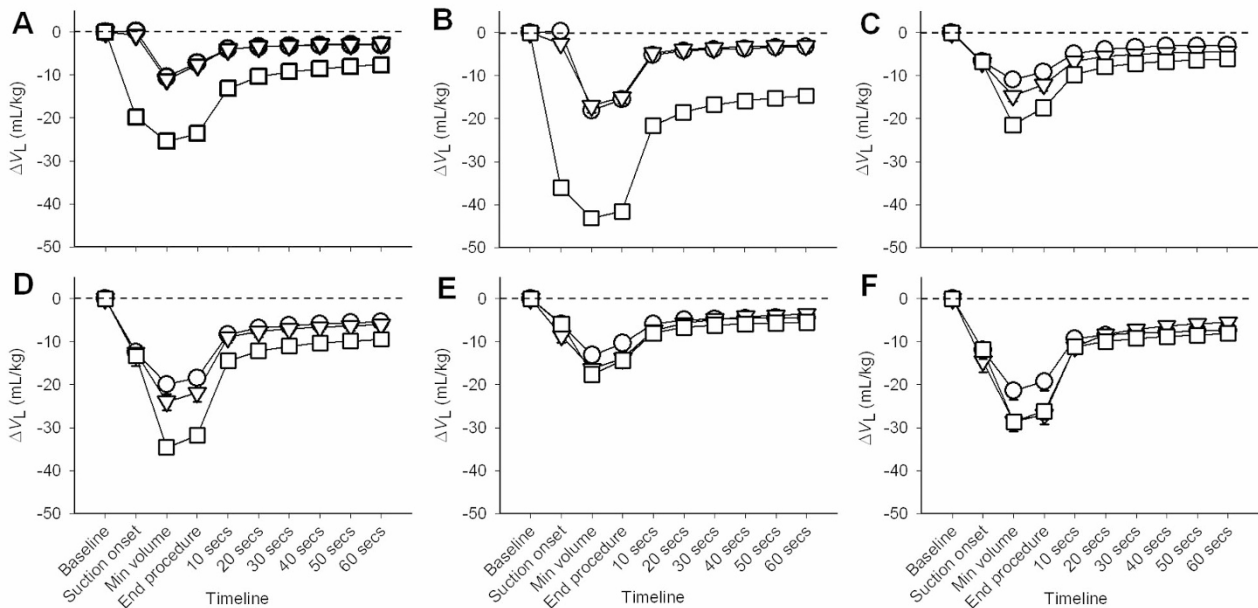 A
B
C
0
-10
-20
-30
-40
-50
ΔVL (mL/kg)
0
-10
-20
-30
-40
-50
ΔVL (mL/kg)
0
-10
-20
-30
-40
-50
ΔVL (mL/kg)
D
E
F
0
-10
-20
-30
-40
-50
ΔVL (mL/kg)
0
-10
-20
-30
-40
-50
ΔVL (mL/kg)
0
-10
-20
-30
-40
-50
ΔVL (mL/kg)
Baseline
Suction onset
Min volume
End procedure
10 secs
20 secs
30 secs
40 secs
50 secs
60 secs
Timeline
Baseline
Suction onset
Min volume
End procedure
10 secs
20 secs
30 secs
40 secs
50 secs
60 secs
Timeline
Baseline
Suction onset
Min volume
End procedure
10 secs
20 secs
30 secs
40 secs
50 secs
60 secs
Timeline